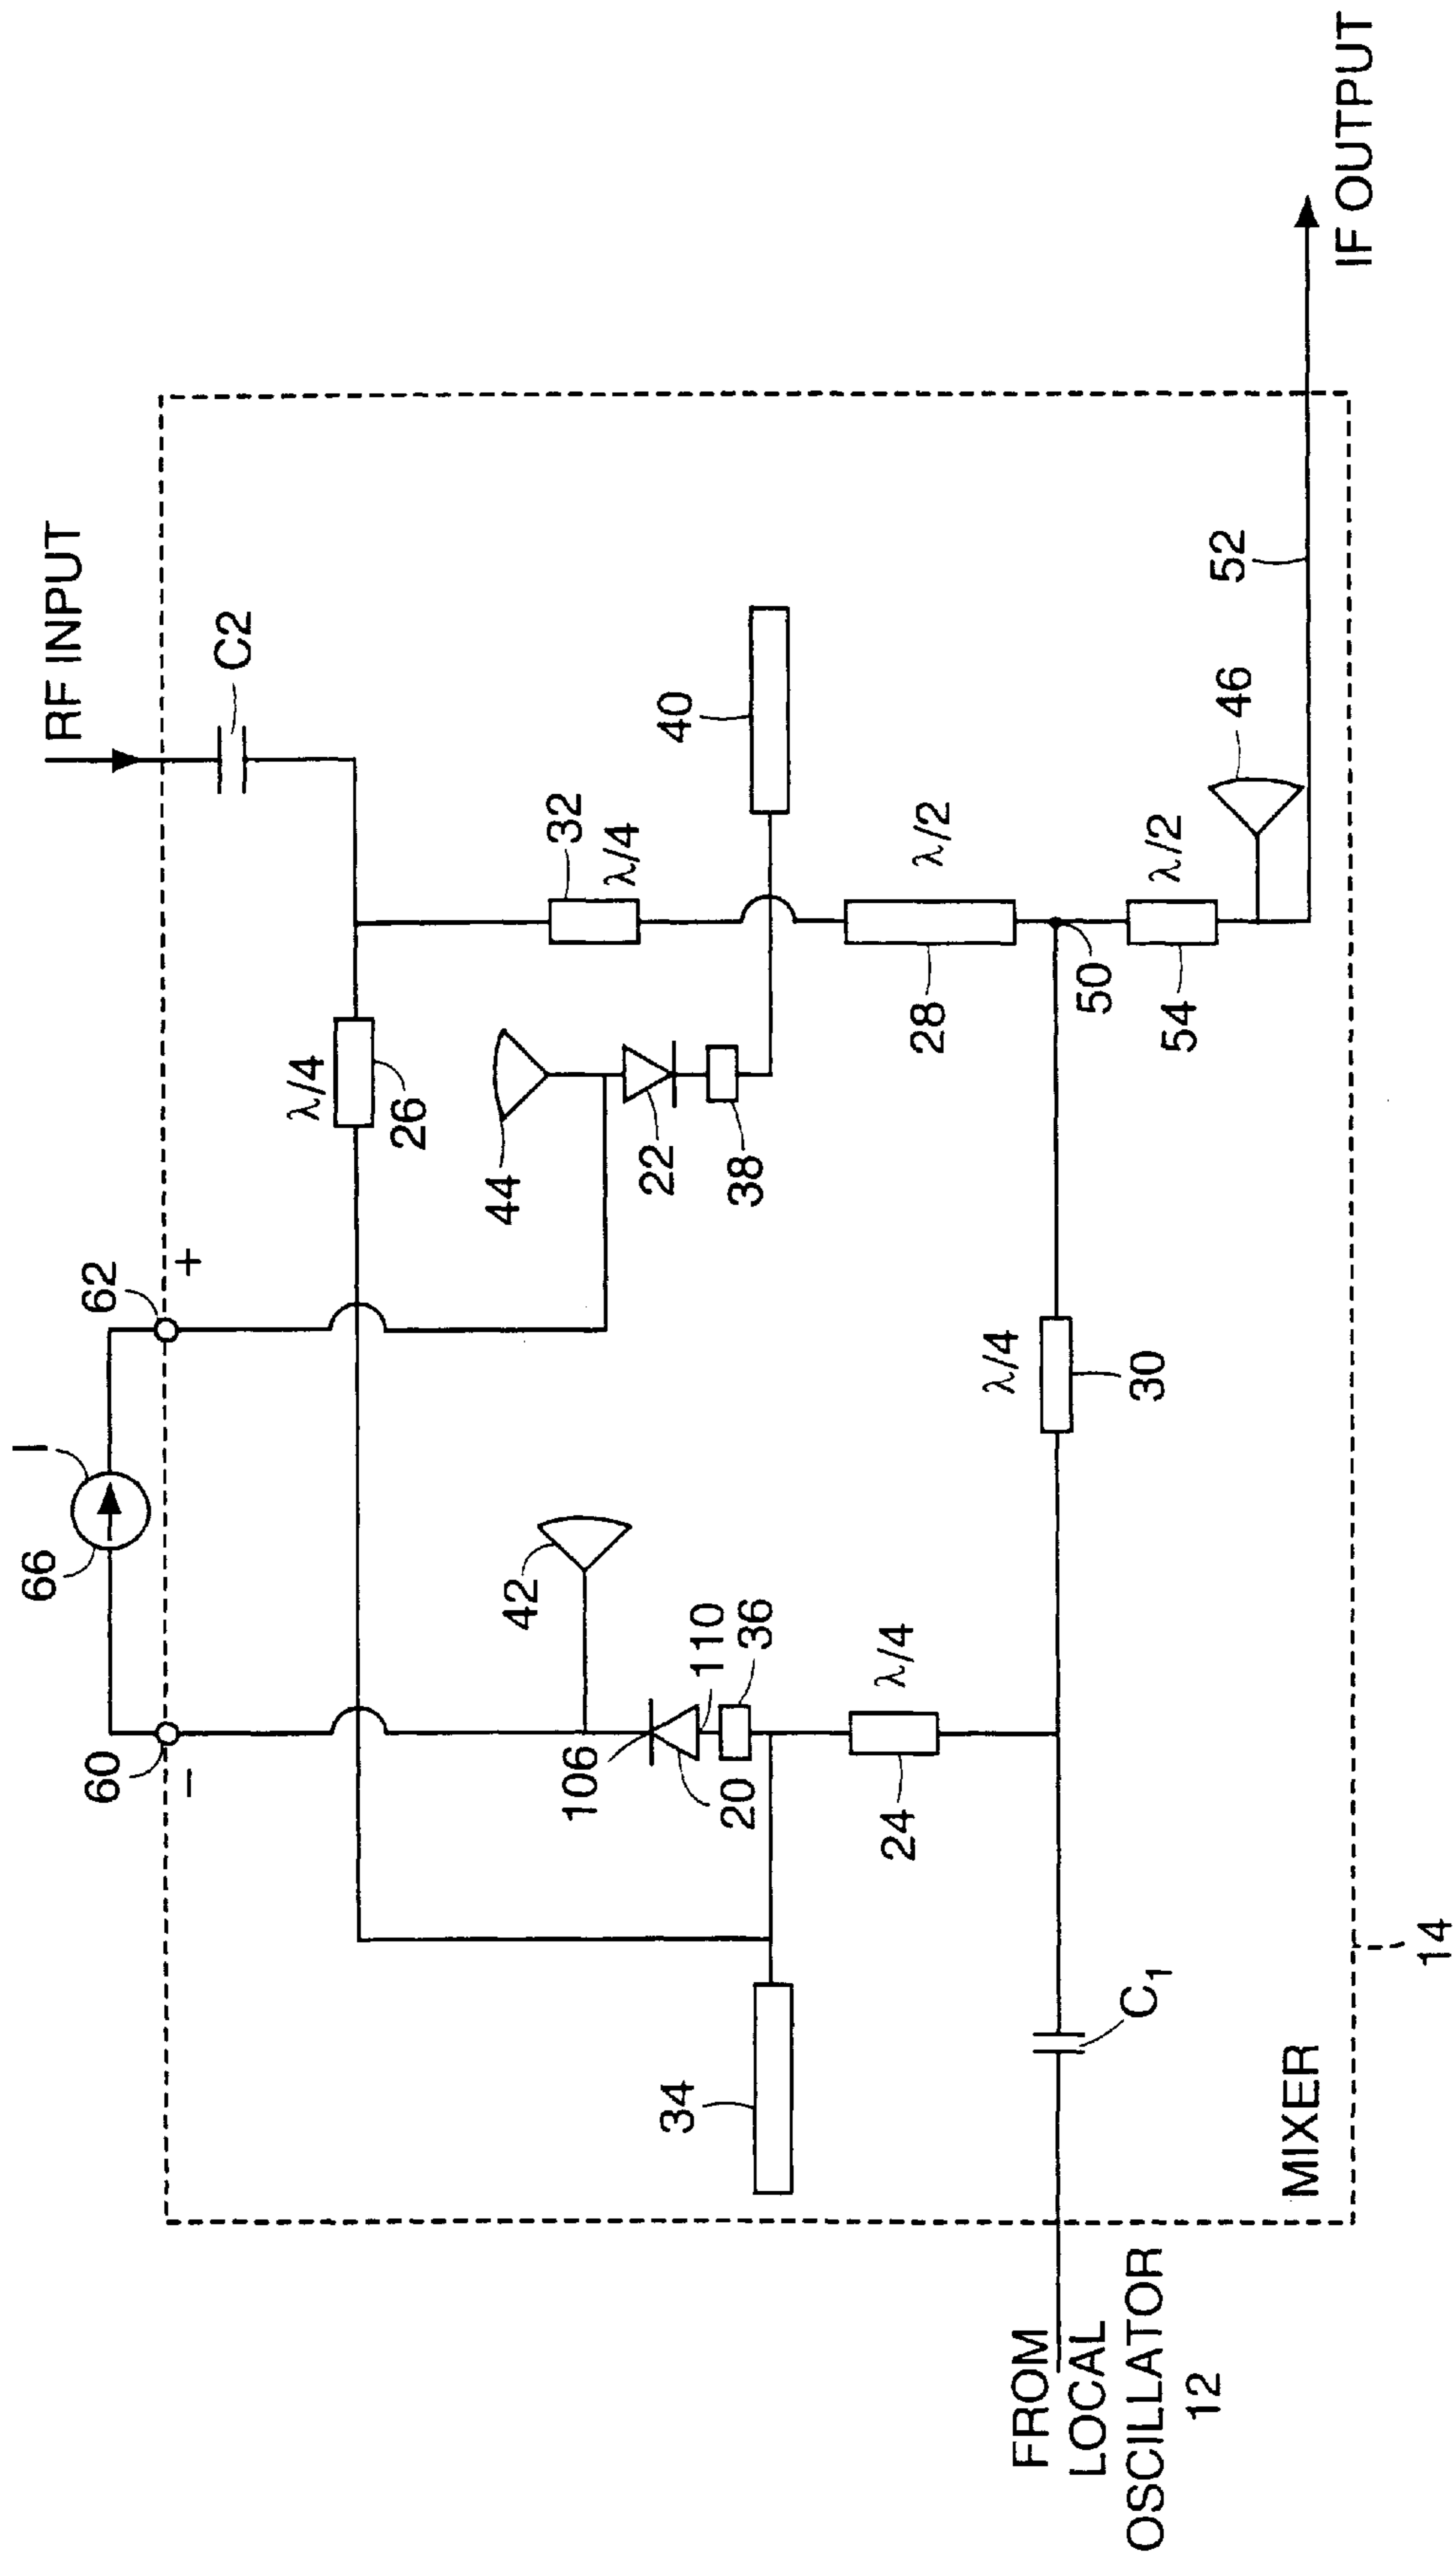 RF INPUT
C2
I
66
60
−
62
+
λ/4
26
32
λ/4
44
22
38
40
42
106
110
20
36
34
24
λ/4
λ/4
30
28
λ/2
50
54
λ/2
46
52
C1
FROM
LOCAL
OSCILLATOR
12
MIXER
14
IF OUTPUT